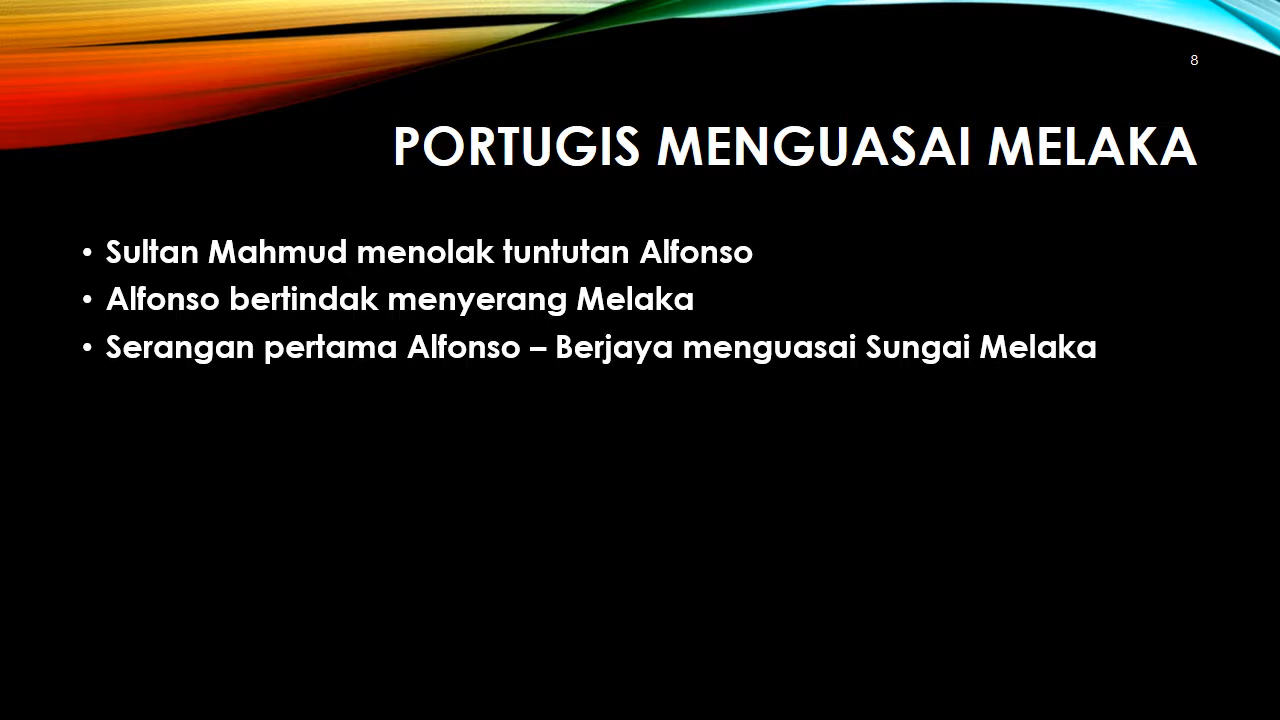 8
PORTUGIS MENGUASAI MELAKA
• Sultan Mahmud menolak tuntutan Alfonso
• Alfonso bertindak menyerang Melaka
• Serangan pertama Alfonso – Berjaya menguasai Sungai Melaka